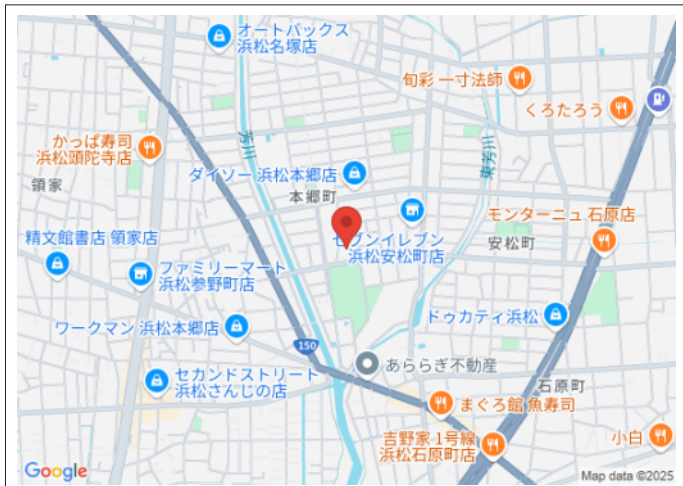 オートバックス
浜松名塚店
旬彩 一寸法師
くろたろう
芳川
東芳川
かっぱ寿司
浜松頭陀寺店
ダイソー 浜松本郷店
領家
本郷町
モンターニュ 石原店
セブンイレブン
浜松安松町店
安松町
精文館書店 領家店
ファミリーマート
浜松参野町店
ワークマン 浜松本郷店
ドゥカティ浜松
150
あららぎ不動産
セカンドストリート
浜松さんじの店
石原町
まぐろ館 魚寿司
吉野家 1号線
浜松石原町店
小白
Google
Map data ©2025